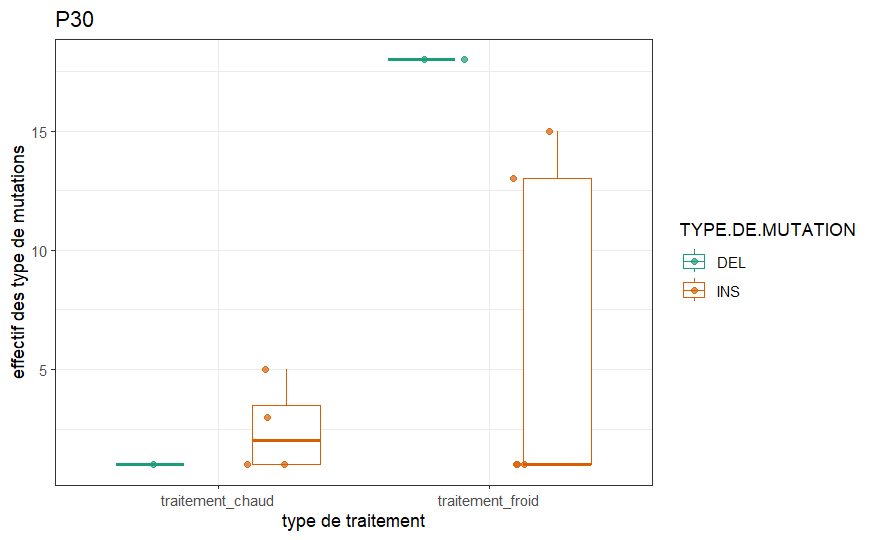 P30
effectif des type de mutations
15
10
5
traitement_chaud
traitement_froid
type de traitement
TYPE.DE.MUTATION
DEL
INS